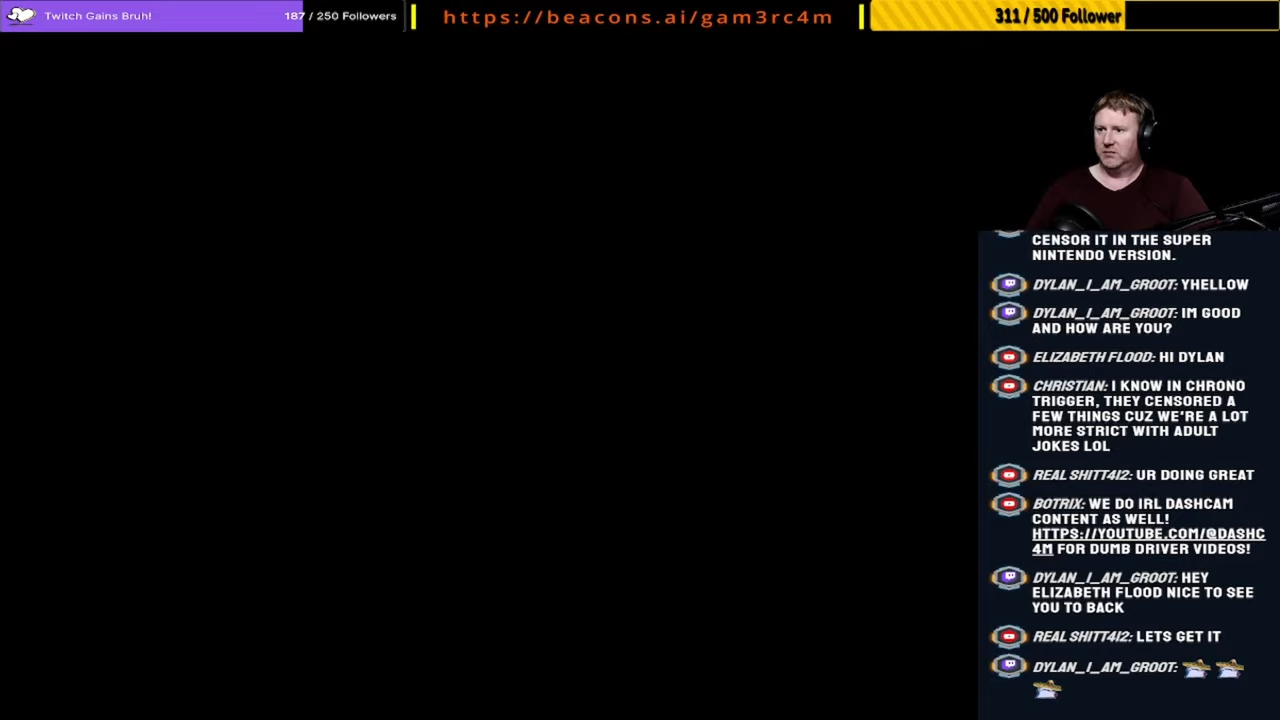 Twitch Gains Bruh!
187 / 250 Followers
https://beacons.ai/gam3rc4m
311 / 500 Follower
CENSOR IT IN THE SUPER
NINTENDO VERSION.
DYLAN_I_AM_GROOT: YHELLOW
DYLAN_I_AM_GROOT: IM GOOD
AND HOW ARE YOU?
ELIZABETH FLOOD: HI DYLAN
CHRISTIAN: I KNOW IN CHRONO
TRIGGER, THEY CENSORED A
FEW THINGS CUZ WE'RE A LOT
MORE STRICT WITH ADULT
JOKES LOL
REAL SHITT412: UR DOING GREAT
BOTRIX: WE DO IRL DASHCAM
CONTENT AS WELL!
HTTPS://YOUTUBE.COM/@DASHC
4M FOR DUMB DRIVER VIDEOS!
DYLAN_I_AM_GROOT: HEY
ELIZABETH FLOOD NICE TO SEE
YOU TO BACK
REAL SHITT412: LETS GET IT
DYLAN_I_AM_GROOT: